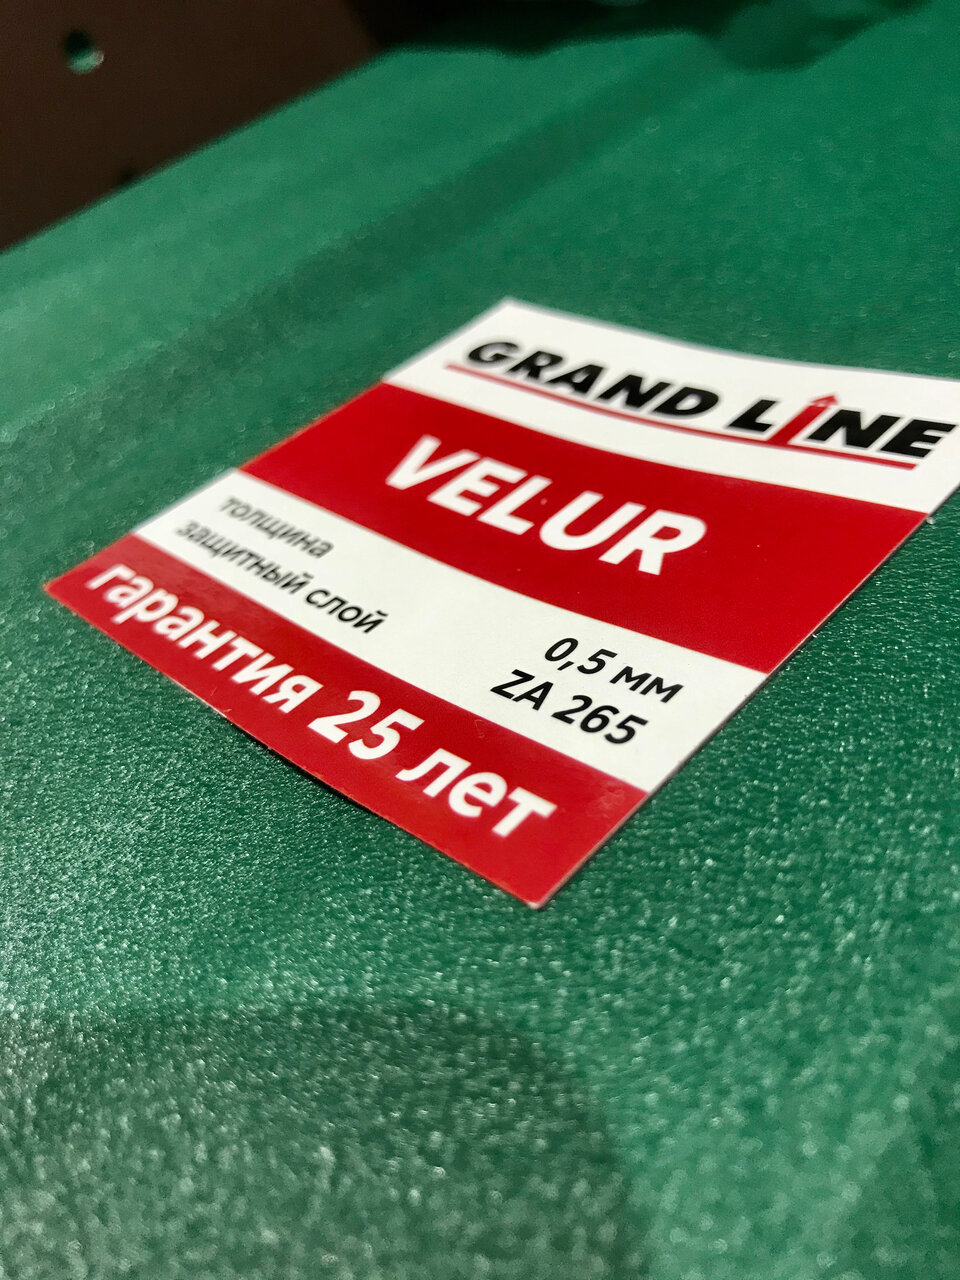 GRAND LINE
VELUR
толщина 0,5 мм
защитный слой ZA 265
гарантия 25 лет